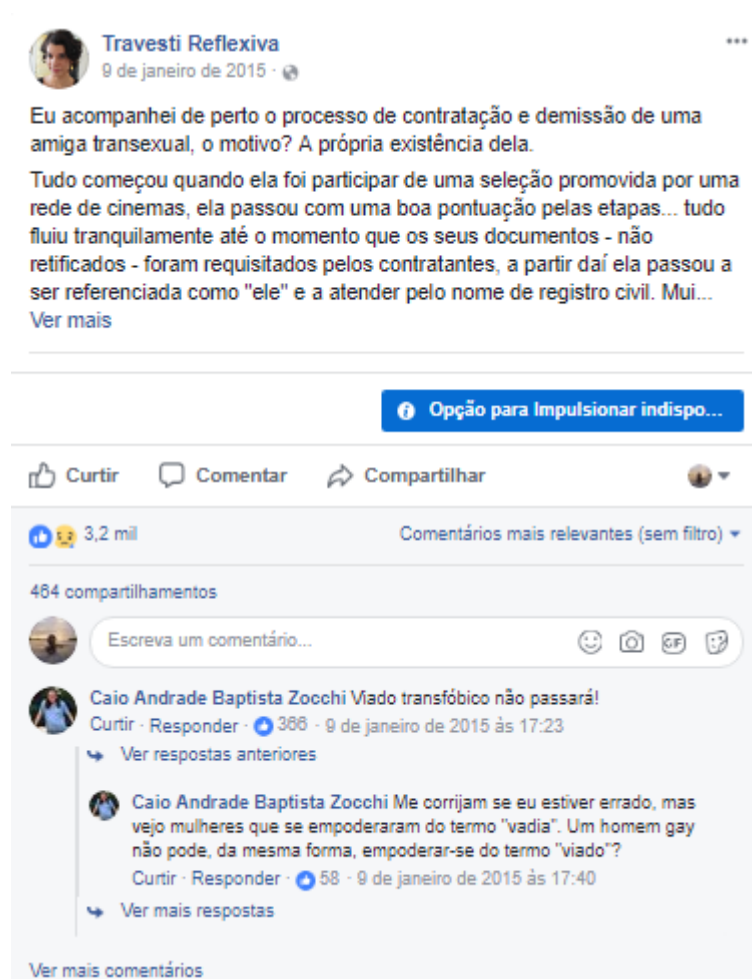 Travesti Reflexiva
9 de janeiro de 2015 ·
Eu acompanhei de perto o processo de contratação e demissão de uma
amiga transexual, o motivo? A própria existência dela.
Tudo começou quando ela foi participar de uma seleção promovida por uma
rede de cinemas, ela passou com uma boa pontuação pelas etapas... tudo
fluiu tranquilamente até o momento que os seus documentos - não
retificados - foram requisitados pelos contratantes, a partir daí ela passou a
ser referenciada como "ele" e a atender pelo nome de registro civil. Mui...
Ver mais
Opção para Impulsionar indispo...
Curtir Comentar Compartilhar
3,2 mil Comentários mais relevantes (sem filtro)
464 compartilhamentos
Escreva um comentário...
GIF
Caio Andrade Baptista Zocchi Viado transfóbico não passará!
Curtir · Responder · 366 · 9 de janeiro de 2015 às 17:23
Ver respostas anteriores
Caio Andrade Baptista Zocchi Me corrijam se eu estiver errado, mas
vejo mulheres que se empoderaram do termo "vadia". Um homem gay
não pode, da mesma forma, empoderar-se do termo "viado"?
Curtir · Responder · 58 · 9 de janeiro de 2015 às 17:40
Ver mais respostas
Ver mais comentários